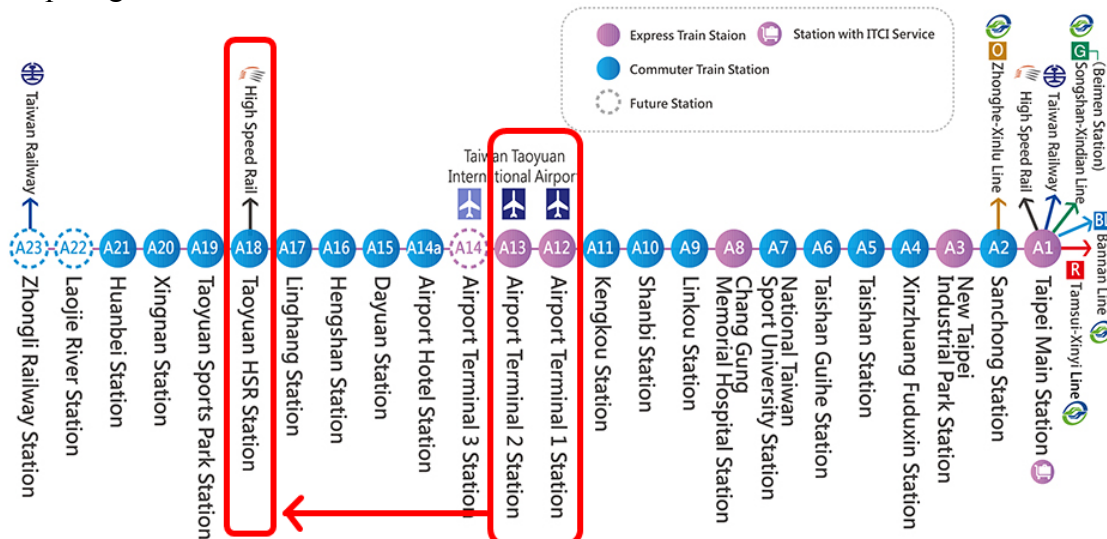 Express Train Staion
Station with ITCI Service
Commuter Train Station
Future Station
Taiwan Railway
High Speed Rail
Taiwan Taoyuan
International Airport
O
Zhonghe-Xinlu Line
High Speed Rail
Taiwan Railway
G
Songshan-Xindian Line
(Beimen Station)
Bl
Bannan Line
R
Tamsui-Xinyi Line
A23
A22
A21
A20
A19
A18
A17
A16
A15
A14a
A14
A13
A12
A11
A10
A9
A8
A7
A6
A5
A4
A3
A2
A1
Zhongli Railway Station
Laojie River Station
Huanbei Station
Xingnan Station
Taoyuan Sports Park Station
Taoyuan HSR Station
Linghang Station
Hengshan Station
Dayuan Station
Airport Hotel Station
Airport Terminal 3 Station
Airport Terminal 2 Station
Airport Terminal 1 Station
Kengkou Station
Shanbi Station
Linkou Station
Chang Gung
Memorial Hospital Station
National Taiwan
Sport University Station
Taishan Guihe Station
Taishan Station
Xinzhuang Fuduxin Station
New Taipei
Industrial Park Station
Sanchong Station
Taipei Main Station